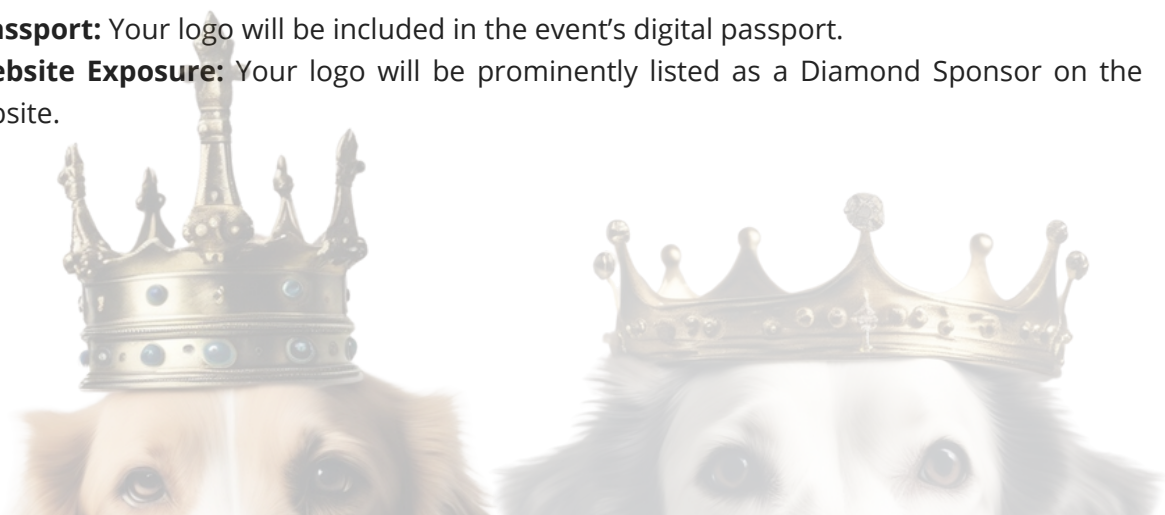 assport: Your logo will be included in the event's digital passport.
ebsite Exposure: Your logo will be prominently listed as a Diamond Sponsor on the
bsite.